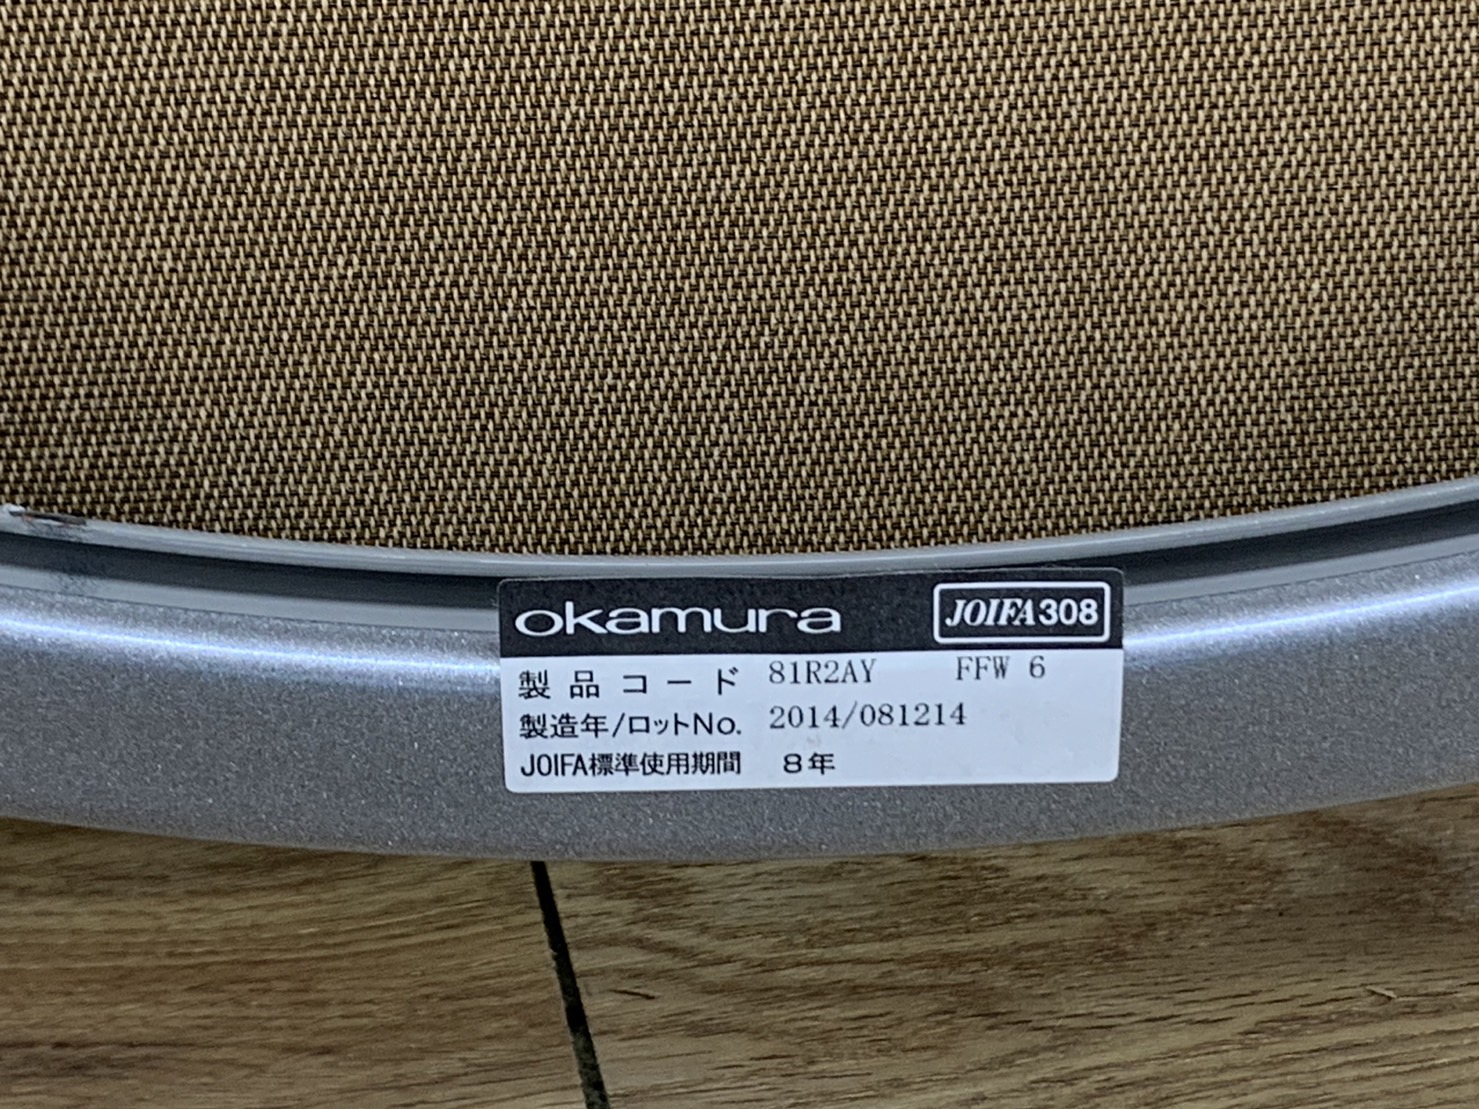 okamura JOIFA308
製品コード 81R2AY FFW 6
製造年/ロットNo. 2014/081214
JOIFA標準使用期間 8年